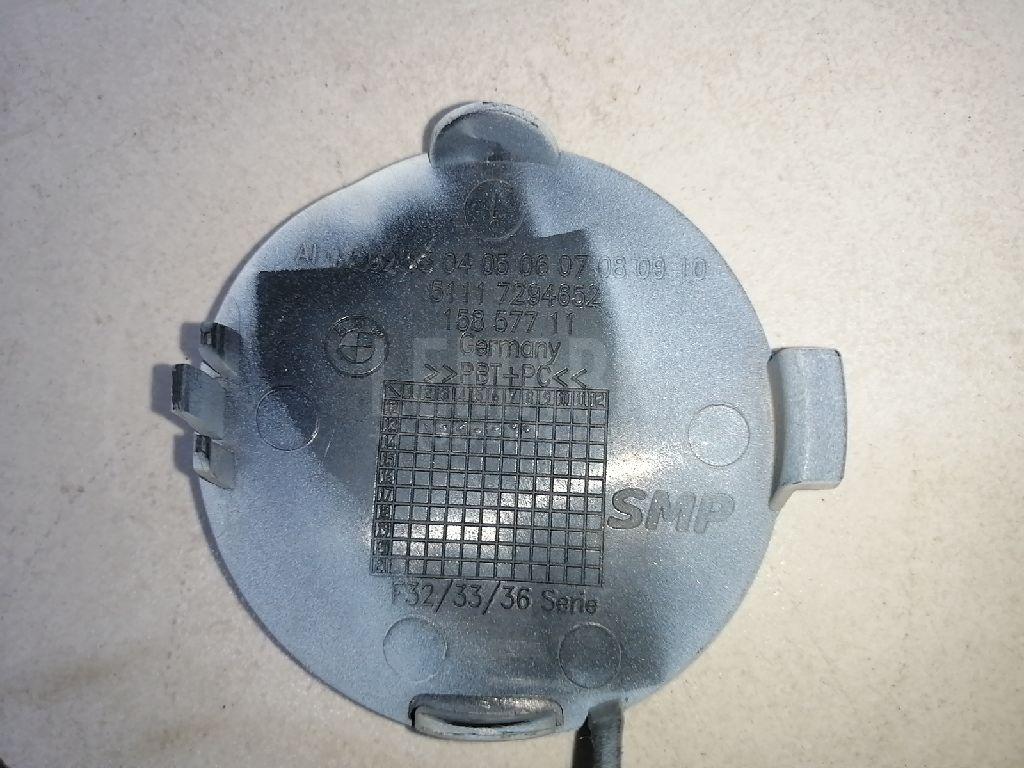 04 05 06 07 08 09 10
5111 7294652
158 577 11
Germany
>>PBT+PC<<
SMP
F32/33/36 Serie